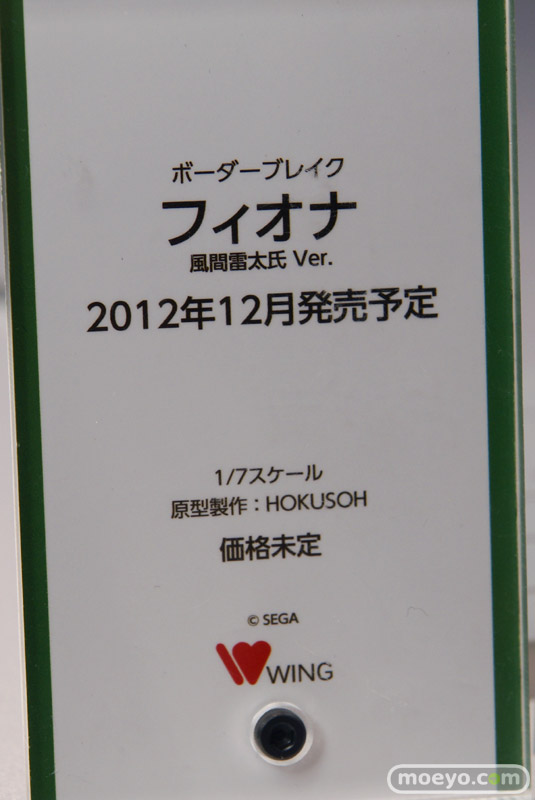 ボーダーブレイク
フィオナ
風間雷太氏 Ver.
2012年12月発売予定
1/7スケール
原型製作：HOKUSOH
価格未定
© SEGA
WING
moeyo.com